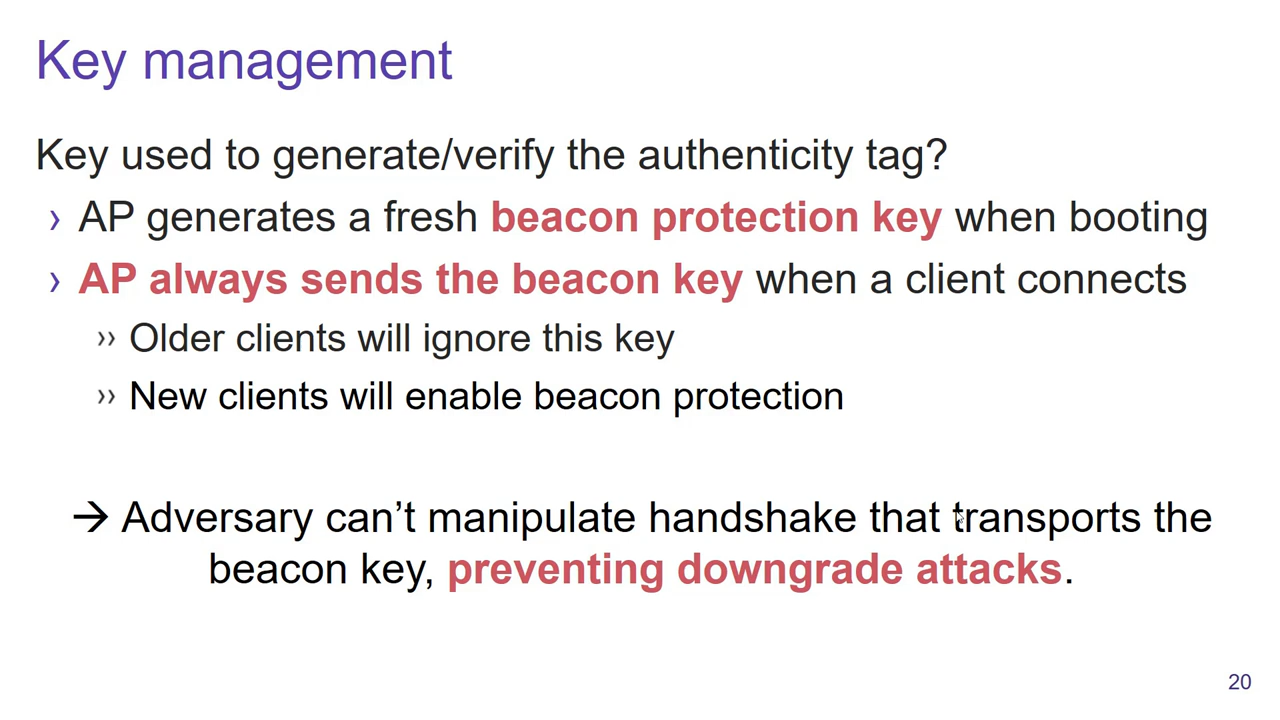 Key management
Key used to generate/verify the authenticity tag?
› AP generates a fresh beacon protection key when booting
› AP always sends the beacon key when a client connects
›› Older clients will ignore this key
›› New clients will enable beacon protection
→ Adversary can’t manipulate handshake that transports the
beacon key, preventing downgrade attacks.
20